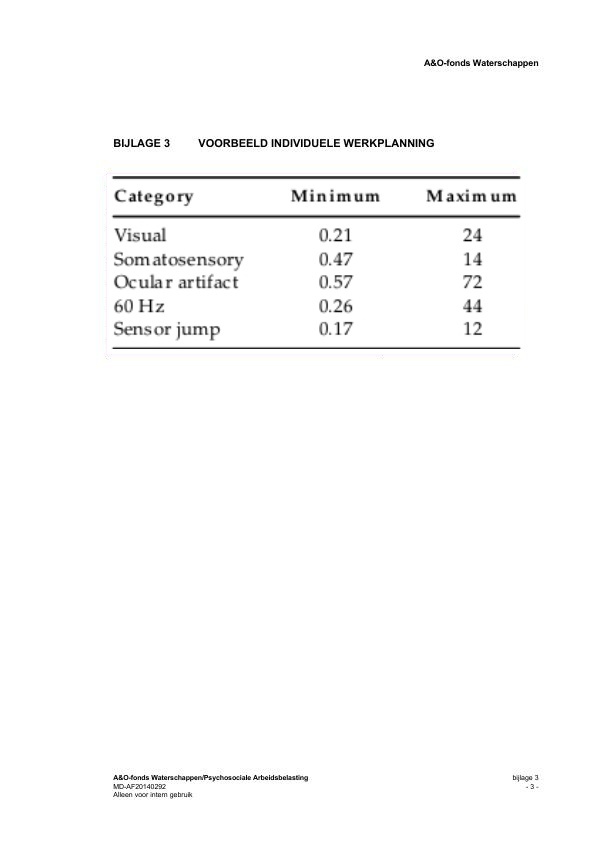 A&O-fonds Waterschappen
BIJLAGE 3 VOORBEELD INDIVIDUELE WERKPLANNING
Category Minimum Maximum
Visual 0.21 24
Somatosensory 0.47 14
Ocular artifact 0.57 72
60 Hz 0.26 44
Sensor jump 0.17 12
A&O-fonds Waterschappen/Psychosociale Arbeidsbelasting bijlage 3
MD-AF20140292 - 3 -
Alleen voor intern gebruik